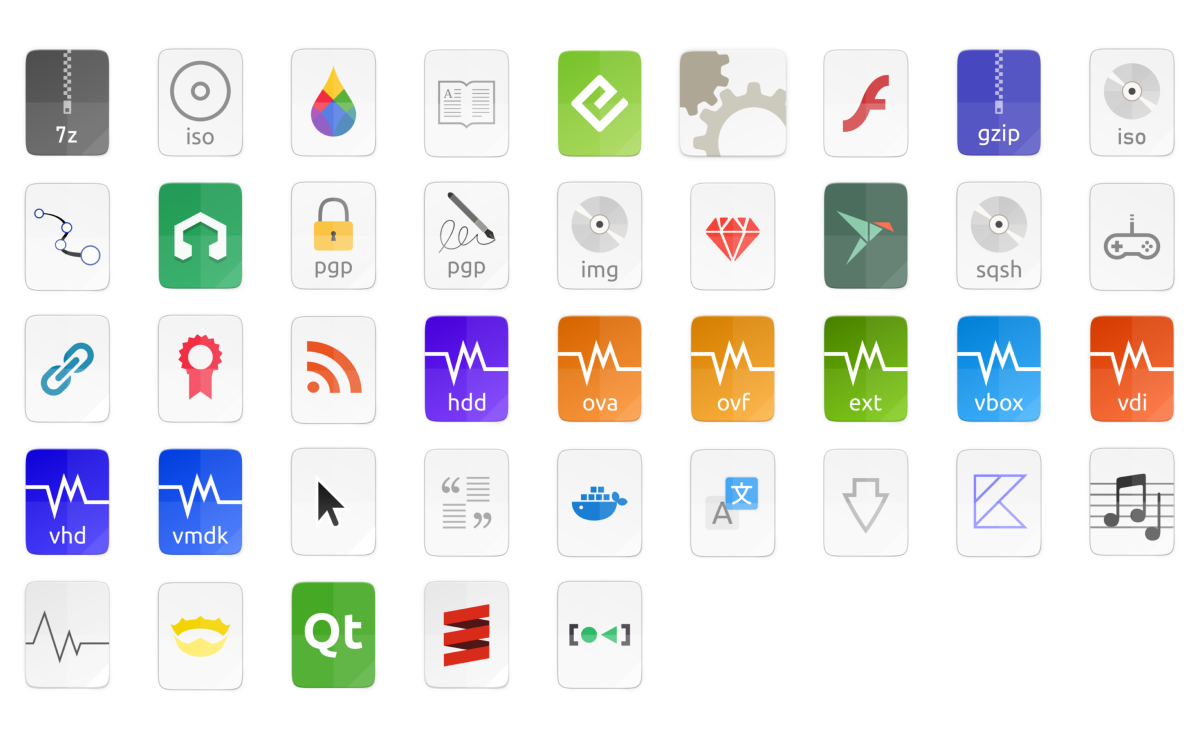 7z
iso
A
gzip
iso
pgp
pgp
img
sqsh
hdd
ova
ovf
ext
vbox
vdi
vhd
vmdk
“
”
A
文
Qt